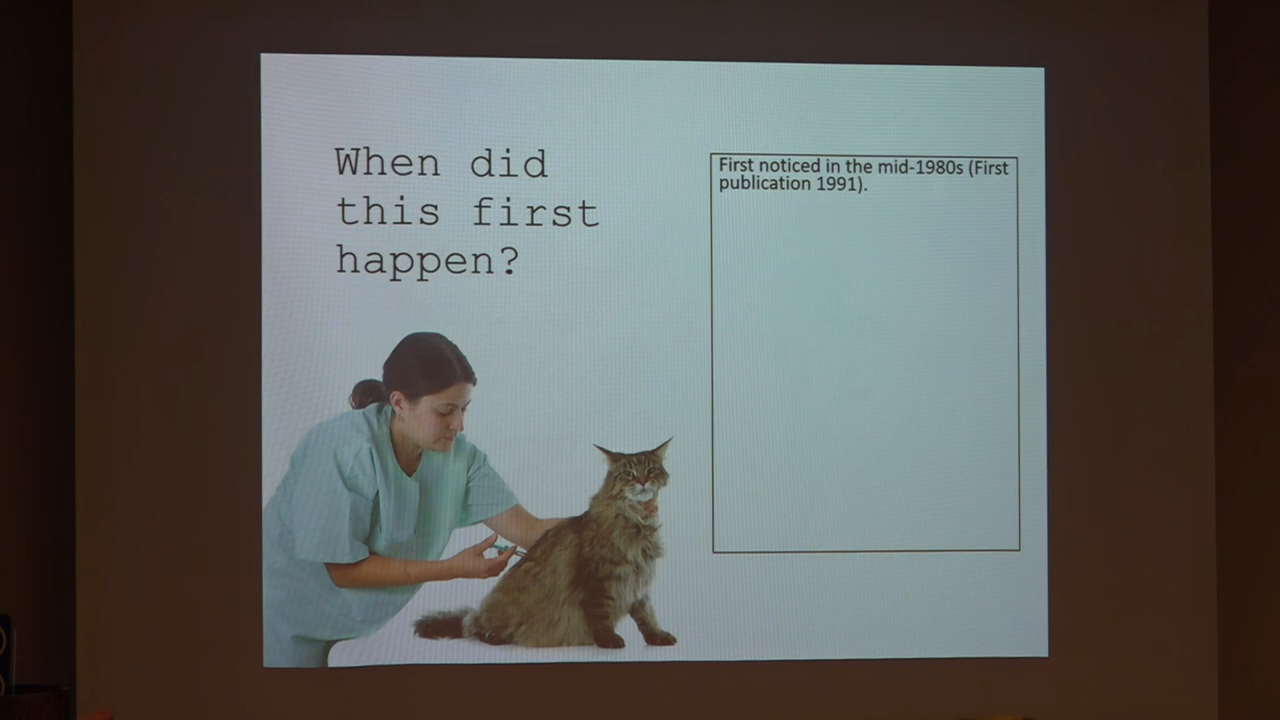 When did
this first
happen?
First noticed in the mid-1980s (First
publication 1991).